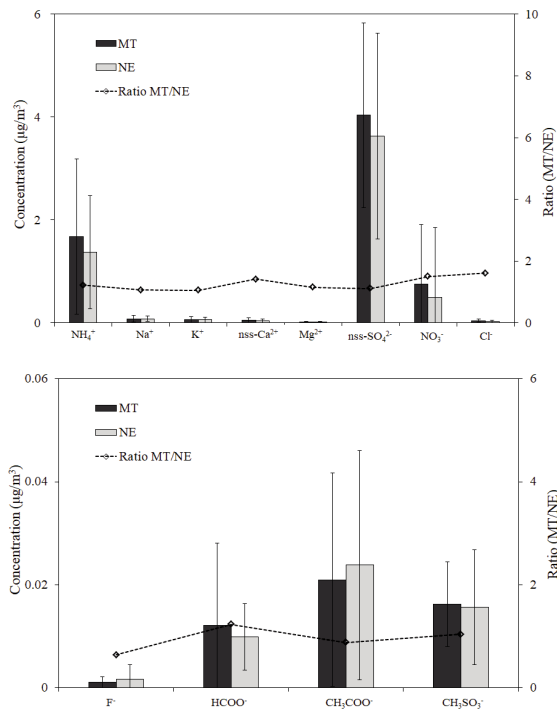 6
10
MT
NE
Ratio MT/NE
8
4
6
Concentration (µg/m³)
Ratio (MT/NE)
4
2
2
0
0
NH₄⁺ Na⁺ K⁺ nss-Ca²⁺ Mg²⁺ nss-SO₄²⁻ NO₃⁻ Cl⁻
0.06
6
MT
NE
Ratio MT/NE
0.04
4
Concentration (µg/m³)
Ratio (MT/NE)
0.02
2
0
0
F⁻ HCOO⁻ CH₃COO⁻ CH₃SO₃⁻